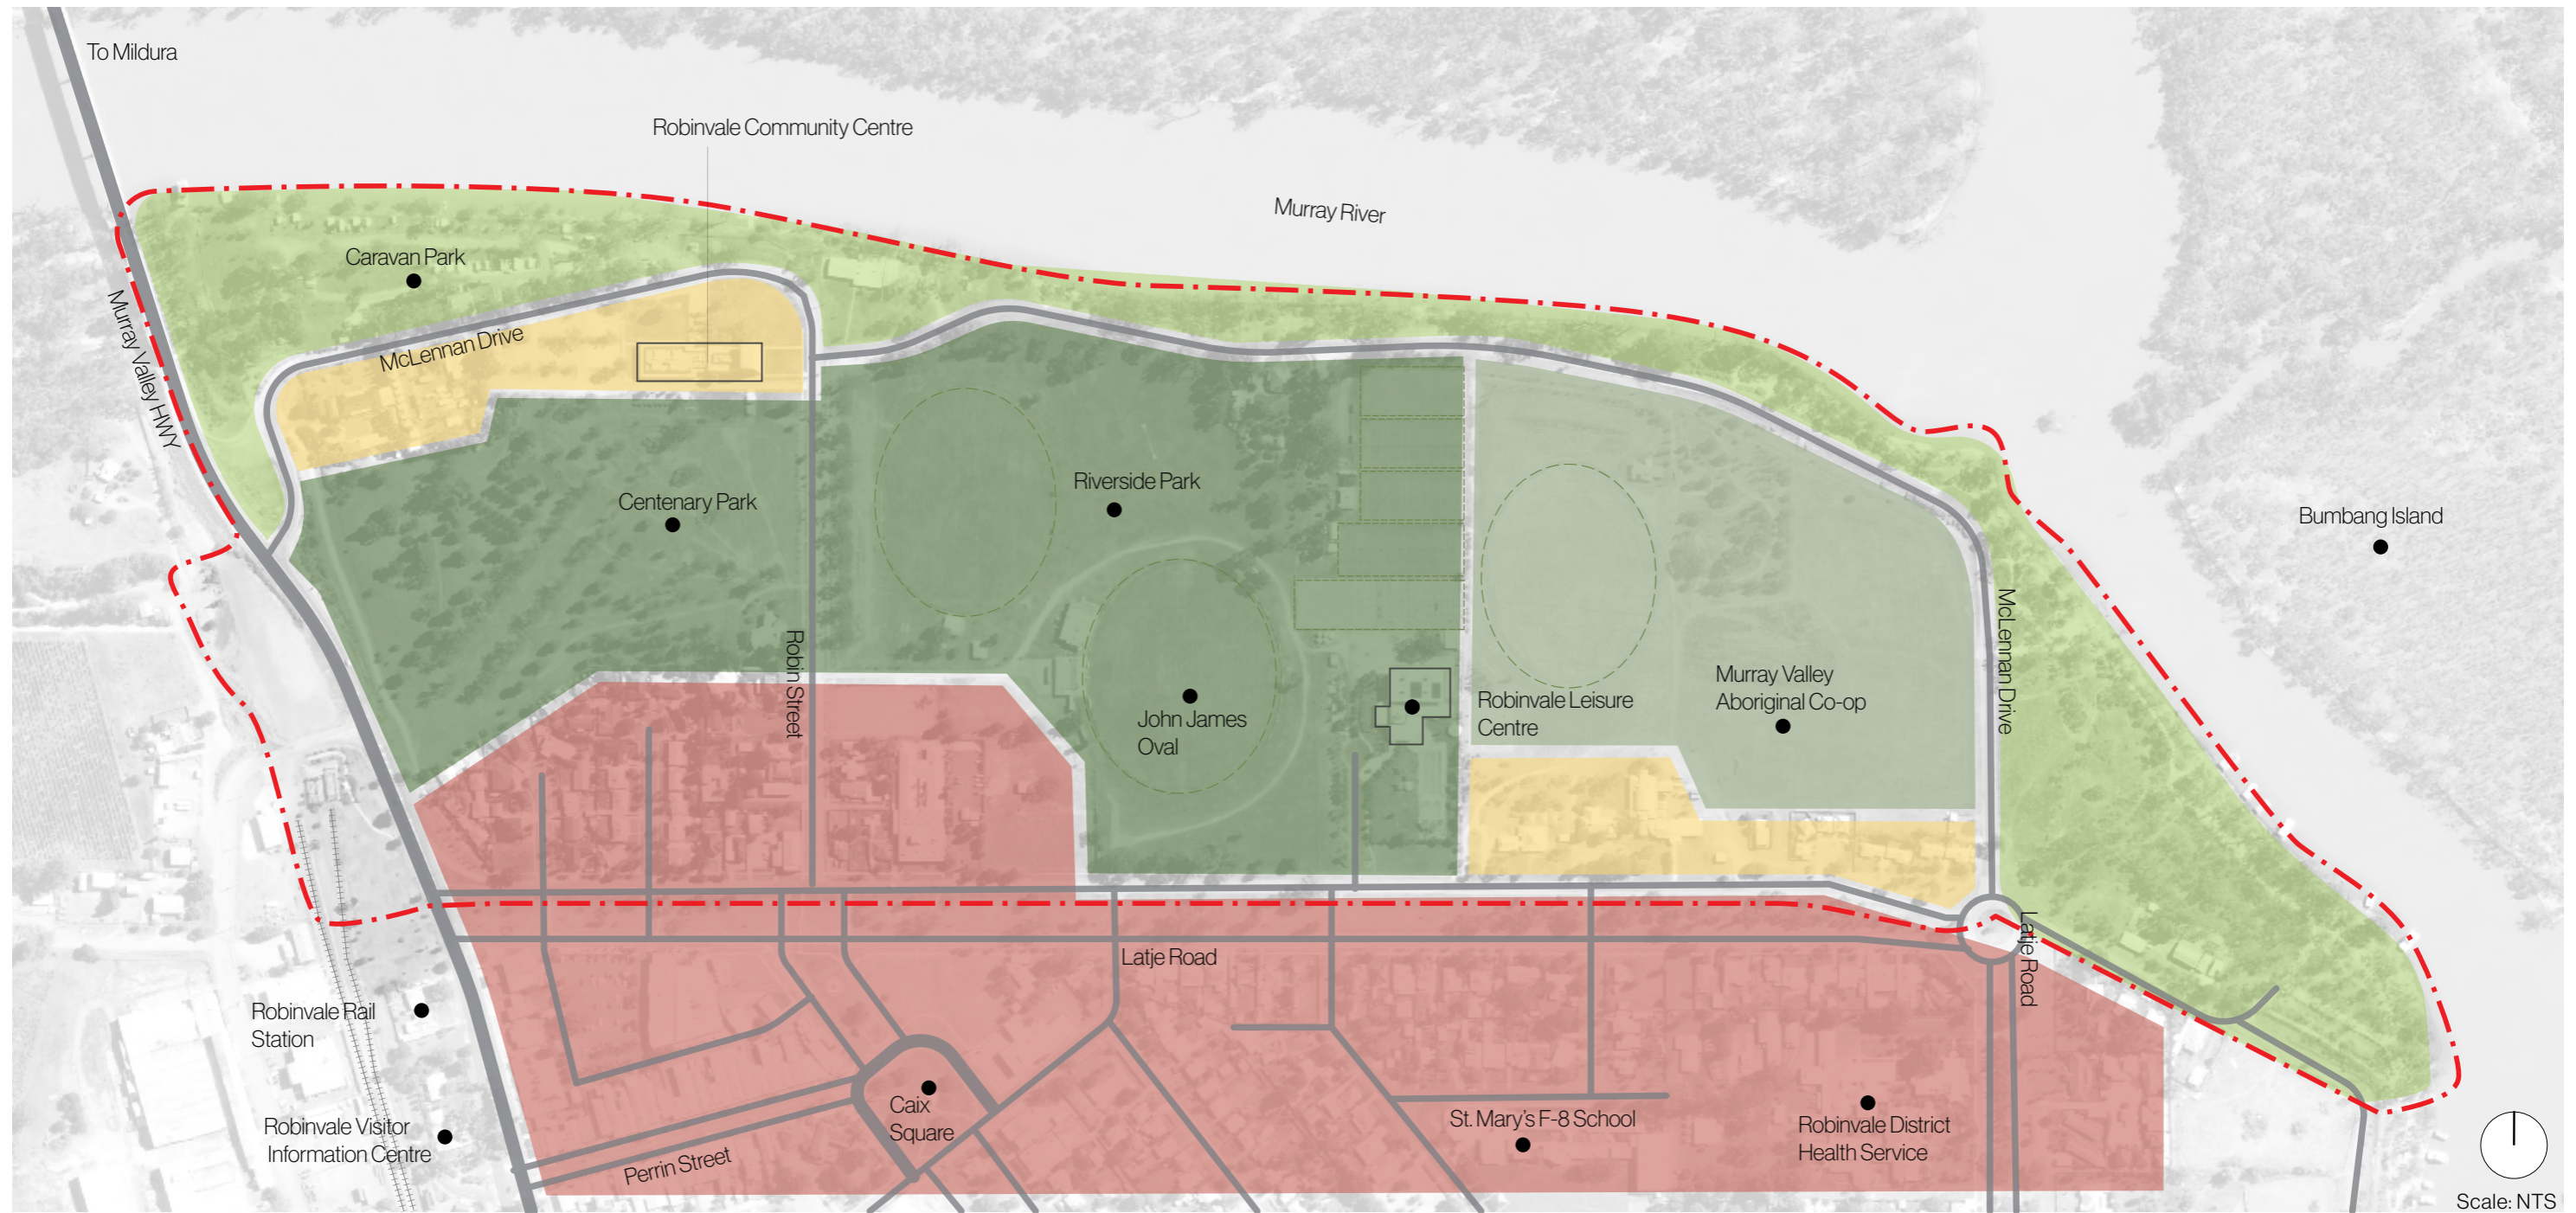 To Mildura
Robinvale Community Centre
Murray River
Caravan Park
Murray Valley HWY
McLennan Drive
Centenary Park
Riverside Park
Bumbang Island
Robin Street
McLennan Drive
Murray Valley
Aboriginal Co-op
Robinvale Leisure
Centre
John James
Oval
Latje Road
Latje Road
Robinvale Rail
Station
Caix
Square
St. Mary's F-8 School
Robinvale District
Health Service
Robinvale Visitor
Information Centre
Perrin Street
Scale: NTS